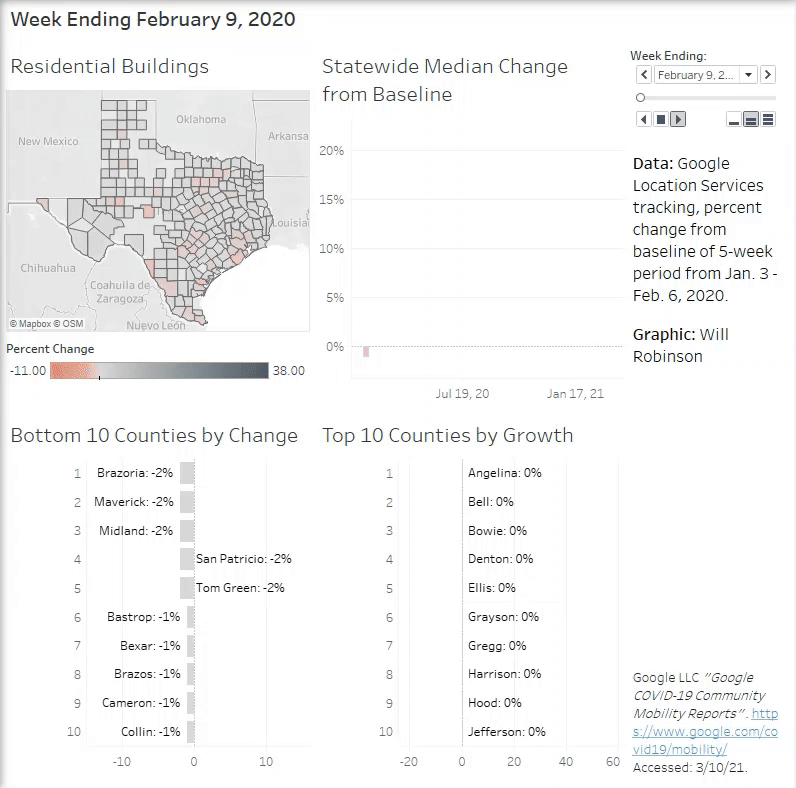 Week Ending February 9, 2020
Residential Buildings
Oklahoma
New Mexico
Arkansa
Louisia
Chihuahua
Coahuila de
Zaragoza
Nuevo León
© Mapbox © OSM
Percent Change
-11.00
38.00
Statewide Median Change
from Baseline
20%
15%
10%
5%
0%
Jul 19, 20
Jan 17, 21
Week Ending:
February 9, 2...
Data: Google
Location Services
tracking, percent
change from
baseline of 5-week
period from Jan. 3 -
Feb. 6, 2020.
Graphic: Will
Robinson
Bottom 10 Counties by Change
1 Brazoria: -2%
2 Maverick: -2%
3 Midland: -2%
4 San Patricio: -2%
5 Tom Green: -2%
6 Bastrop: -1%
7 Bexar: -1%
8 Brazos: -1%
9 Cameron: -1%
10 Collin: -1%
-10 0 10
Top 10 Counties by Growth
1 Angelina: 0%
2 Bell: 0%
3 Bowie: 0%
4 Denton: 0%
5 Ellis: 0%
6 Grayson: 0%
7 Gregg: 0%
8 Harrison: 0%
9 Hood: 0%
10 Jefferson: 0%
-20 0 20 40 60
Google LLC "Google
COVID-19 Community
Mobility Reports". http
s://www.google.com/co
vid19/mobility/
Accessed: 3/10/21.